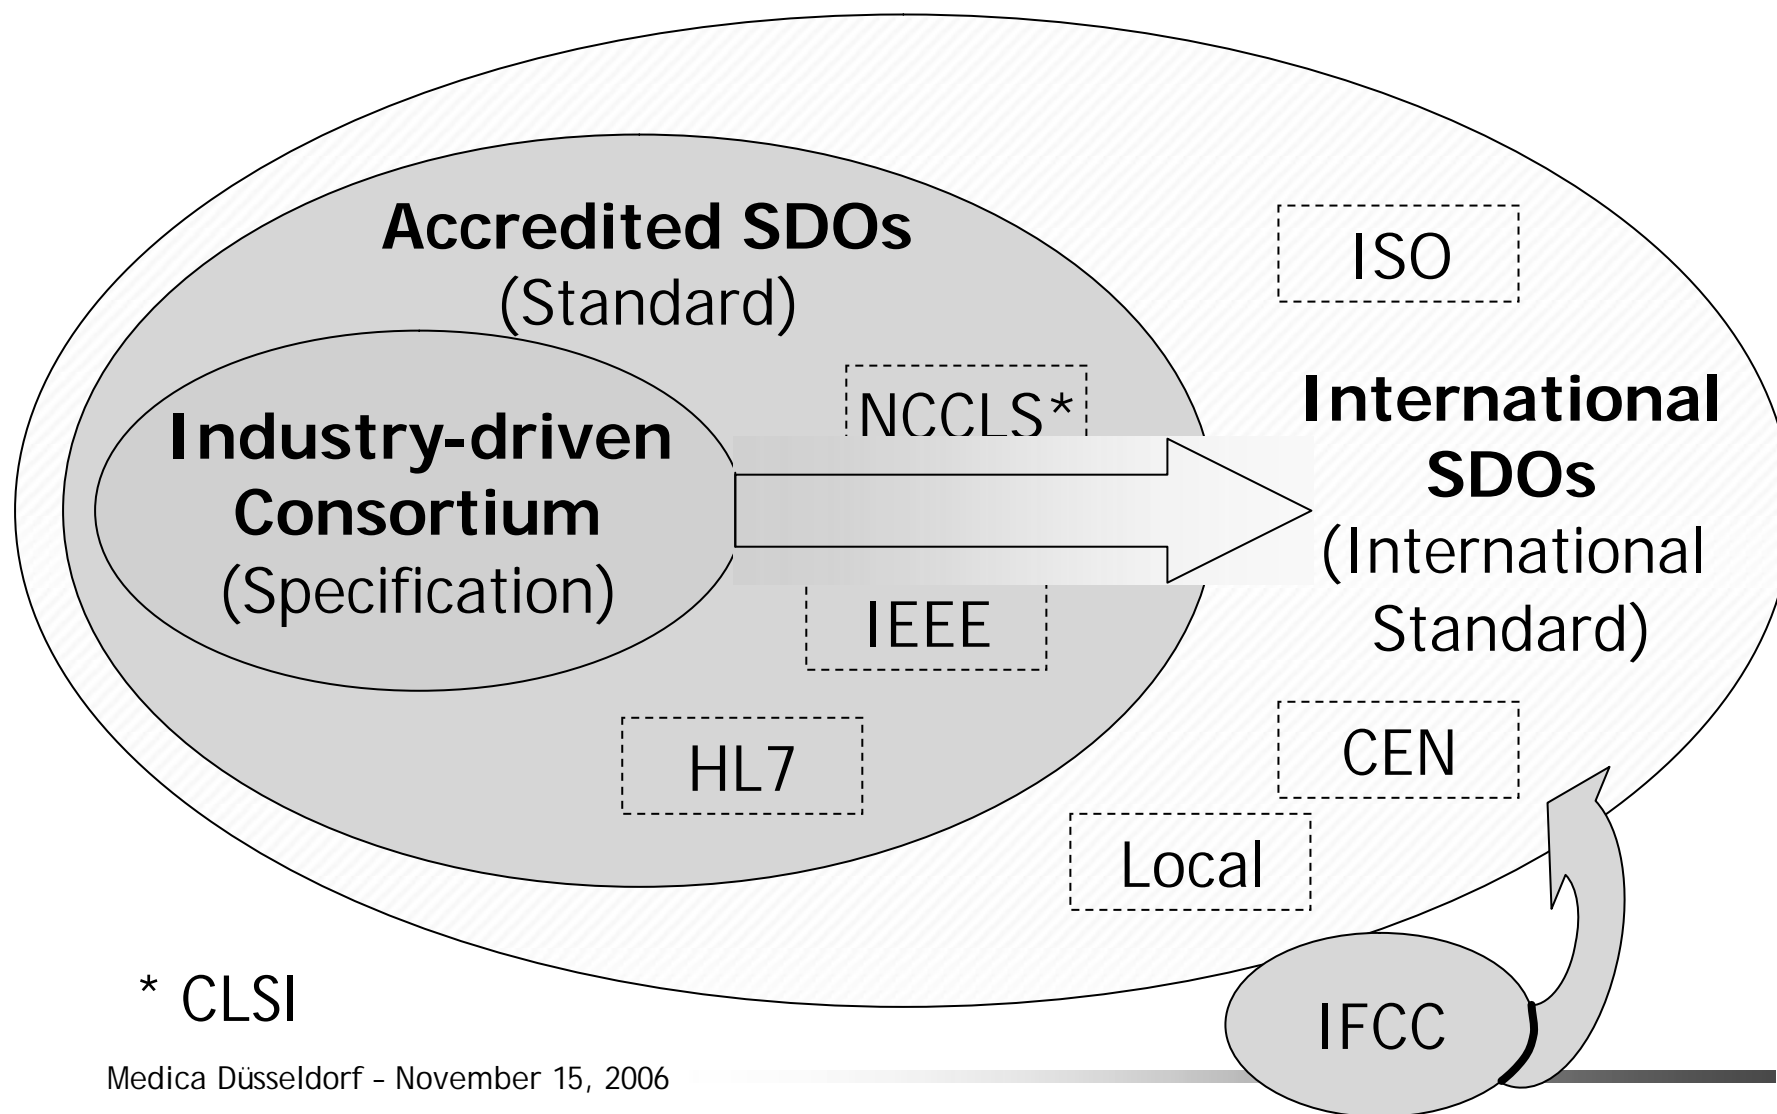 Accredited SDOs
(Standard)
ISO
NCCLS*
International
SDOs
(International
Standard)
Industry-driven
Consortium
(Specification)
IEEE
HL7
CEN
Local
* CLSI
IFCC
Medica Düsseldorf – November 15, 2006